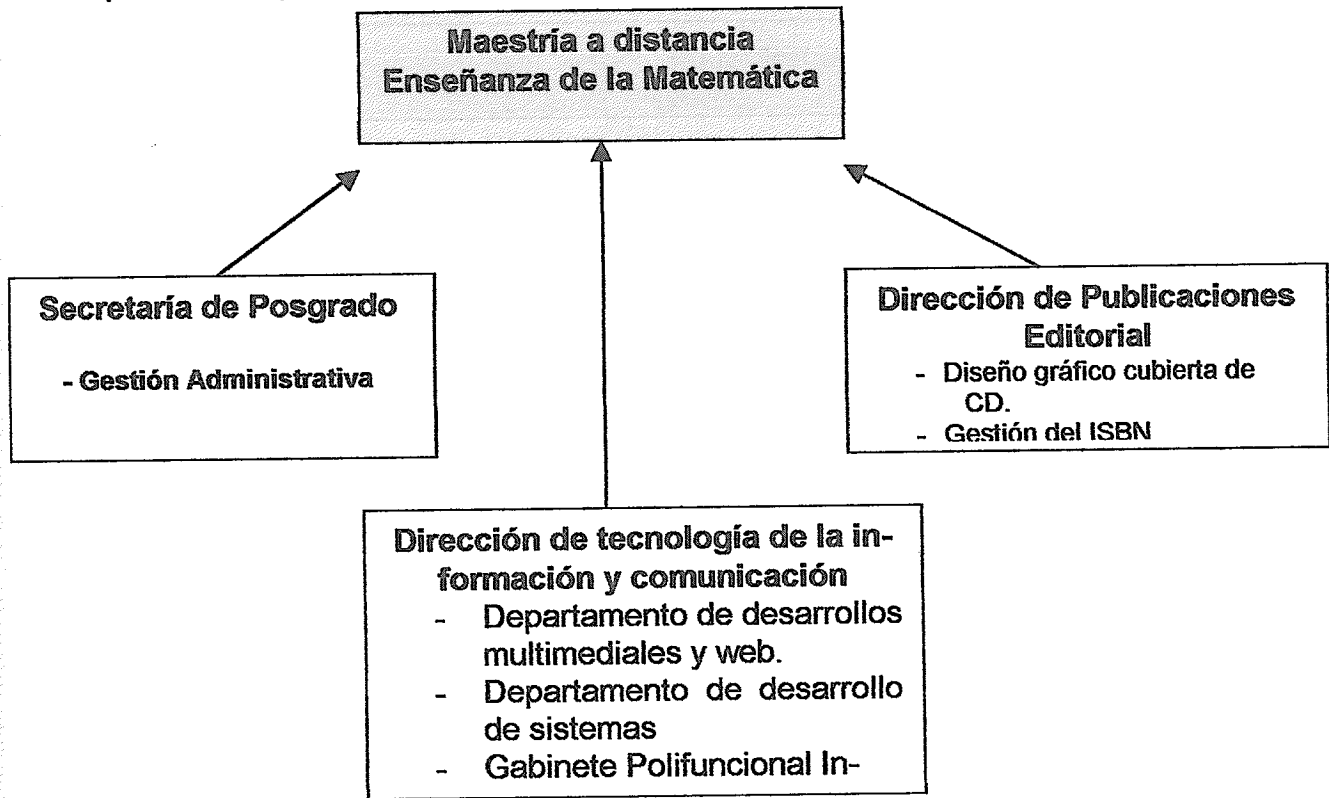 Maestría a distancia
Enseñanza de la Matemática
Secretaría de Posgrado
- Gestión Administrativa
Dirección de Publicaciones
Editorial
- Diseño gráfico cubierta de
CD.
- Gestión del ISBN
Dirección de tecnología de la in-
formación y comunicación
- Departamento de desarrollos
multimediales y web.
- Departamento de desarrollo
de sistemas
- Gabinete Polifuncional In-